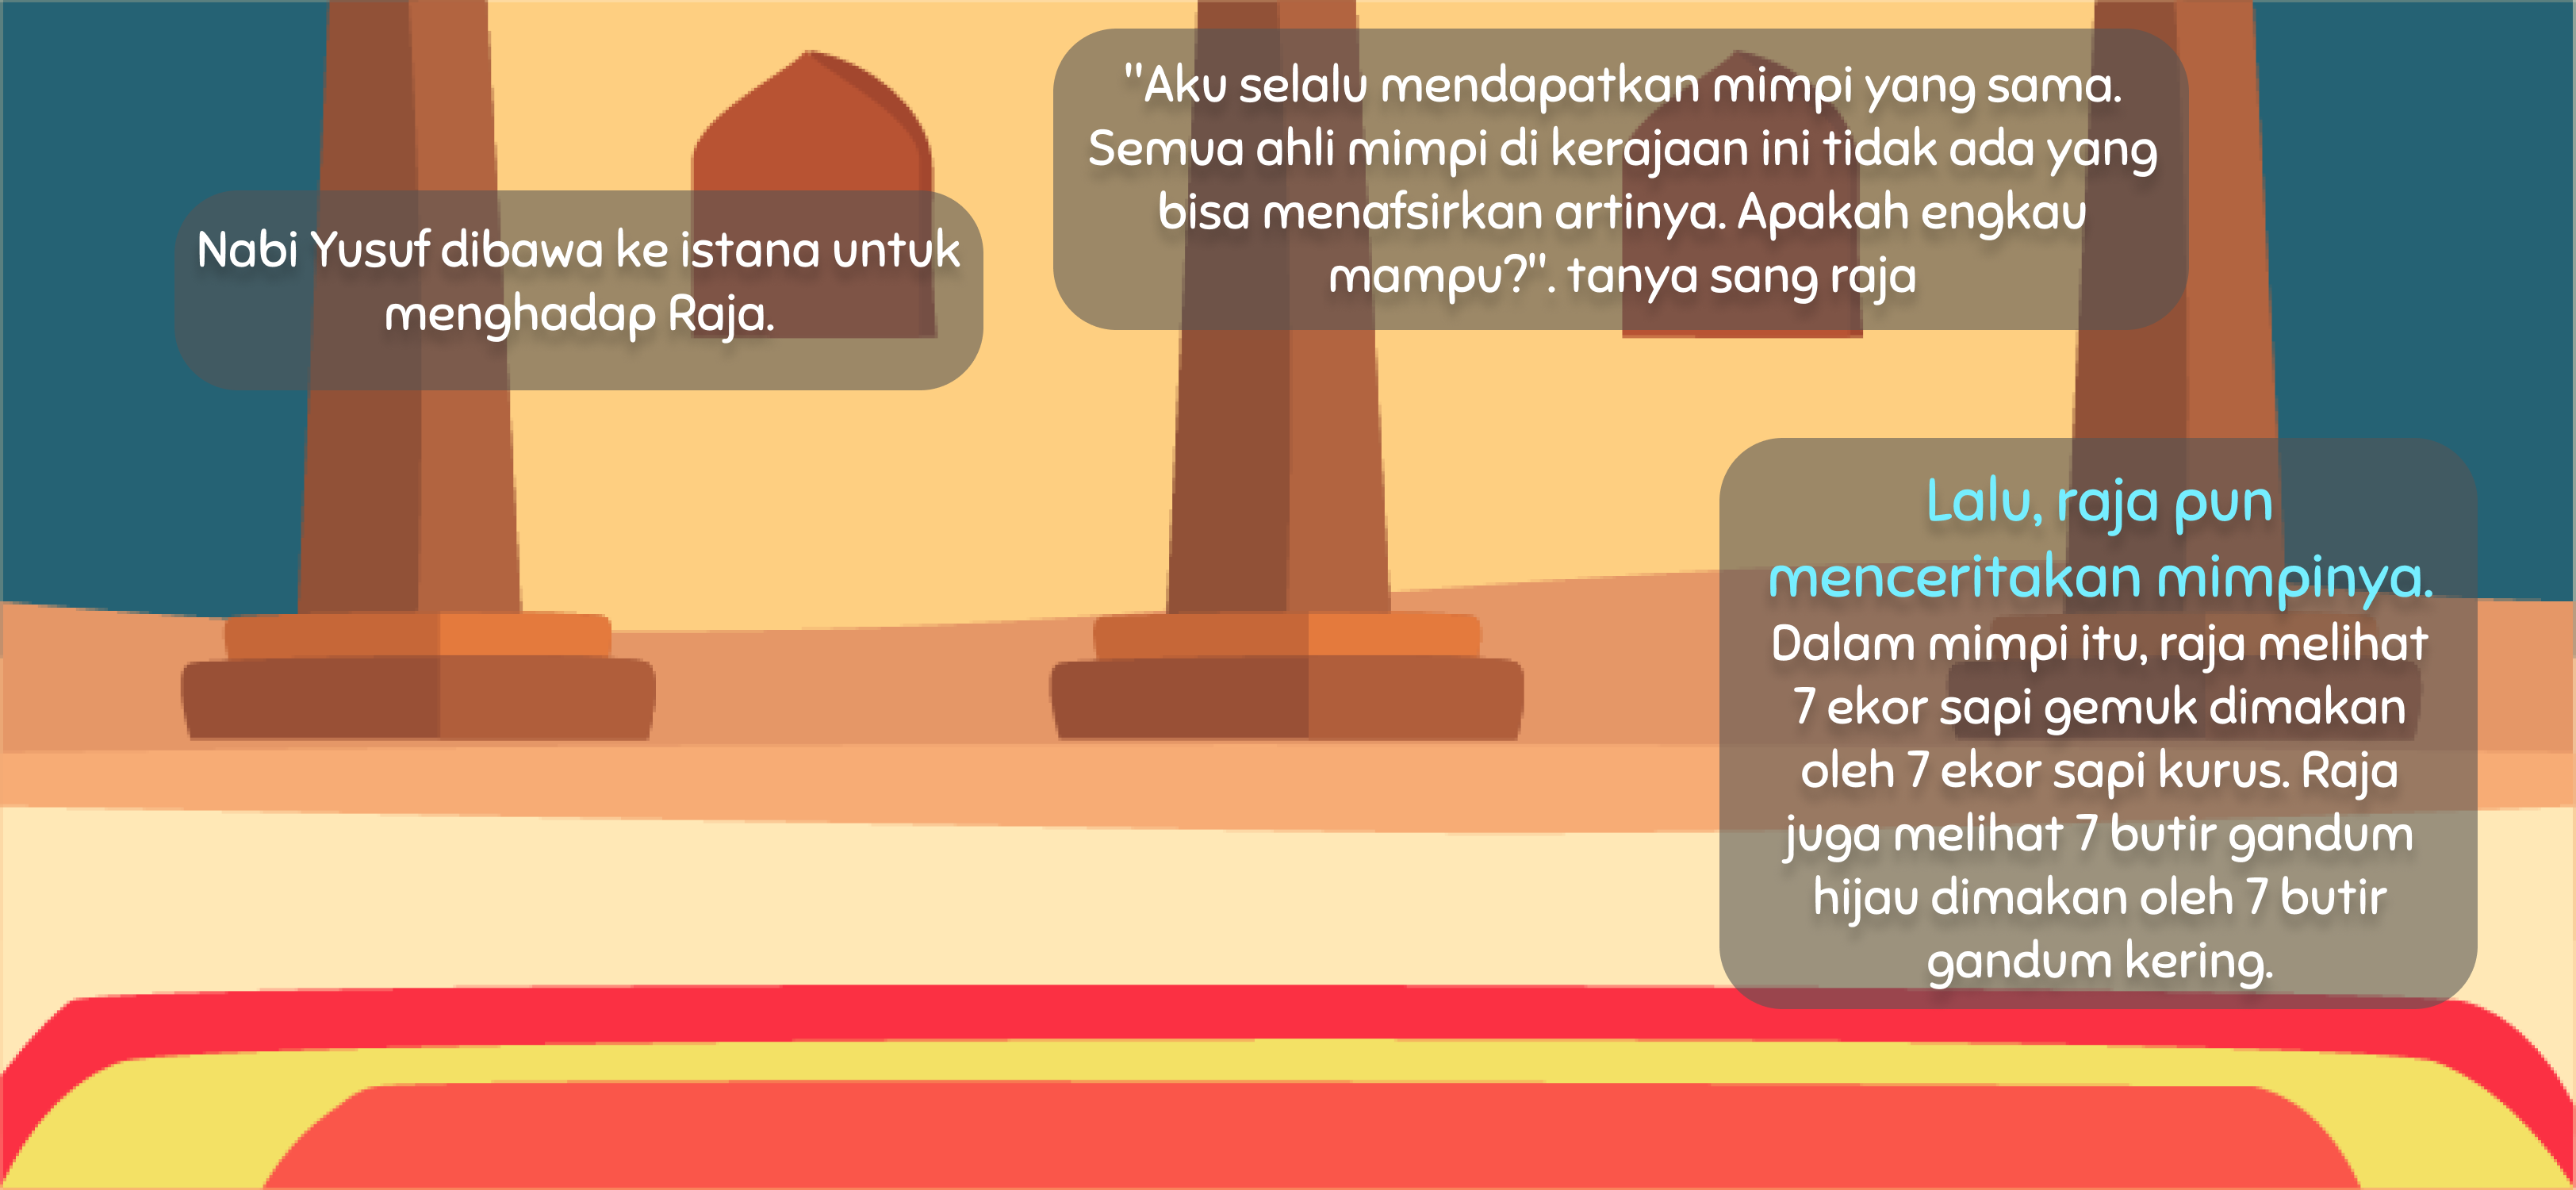 Nabi Yusuf dibawa ke istana untuk
menghadap Raja.
"Aku selalu mendapatkan mimpi yang sama.
Semua ahli mimpi di kerajaan ini tidak ada yang
bisa menafsirkan artinya. Apakah engkau
mampu?". tanya sang raja
Lalu, raja pun
menceritakan mimpinya.
Dalam mimpi itu, raja melihat
7 ekor sapi gemuk dimakan
oleh 7 ekor sapi kurus. Raja
juga melihat 7 butir gandum
hijau dimakan oleh 7 butir
gandum kering.